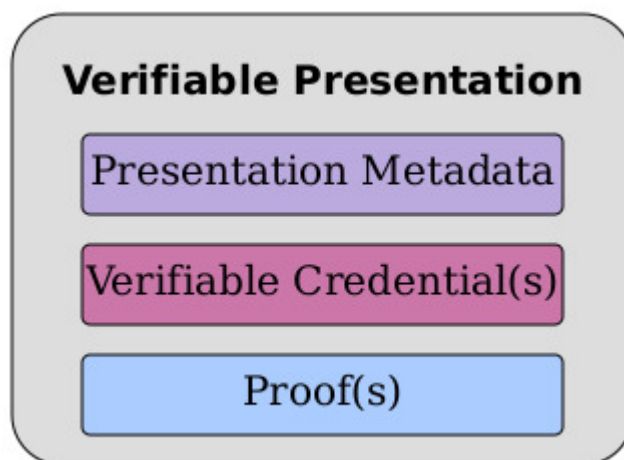 Verifiable Presentation
Presentation Metadata
Verifiable Credential(s)
Proof(s)